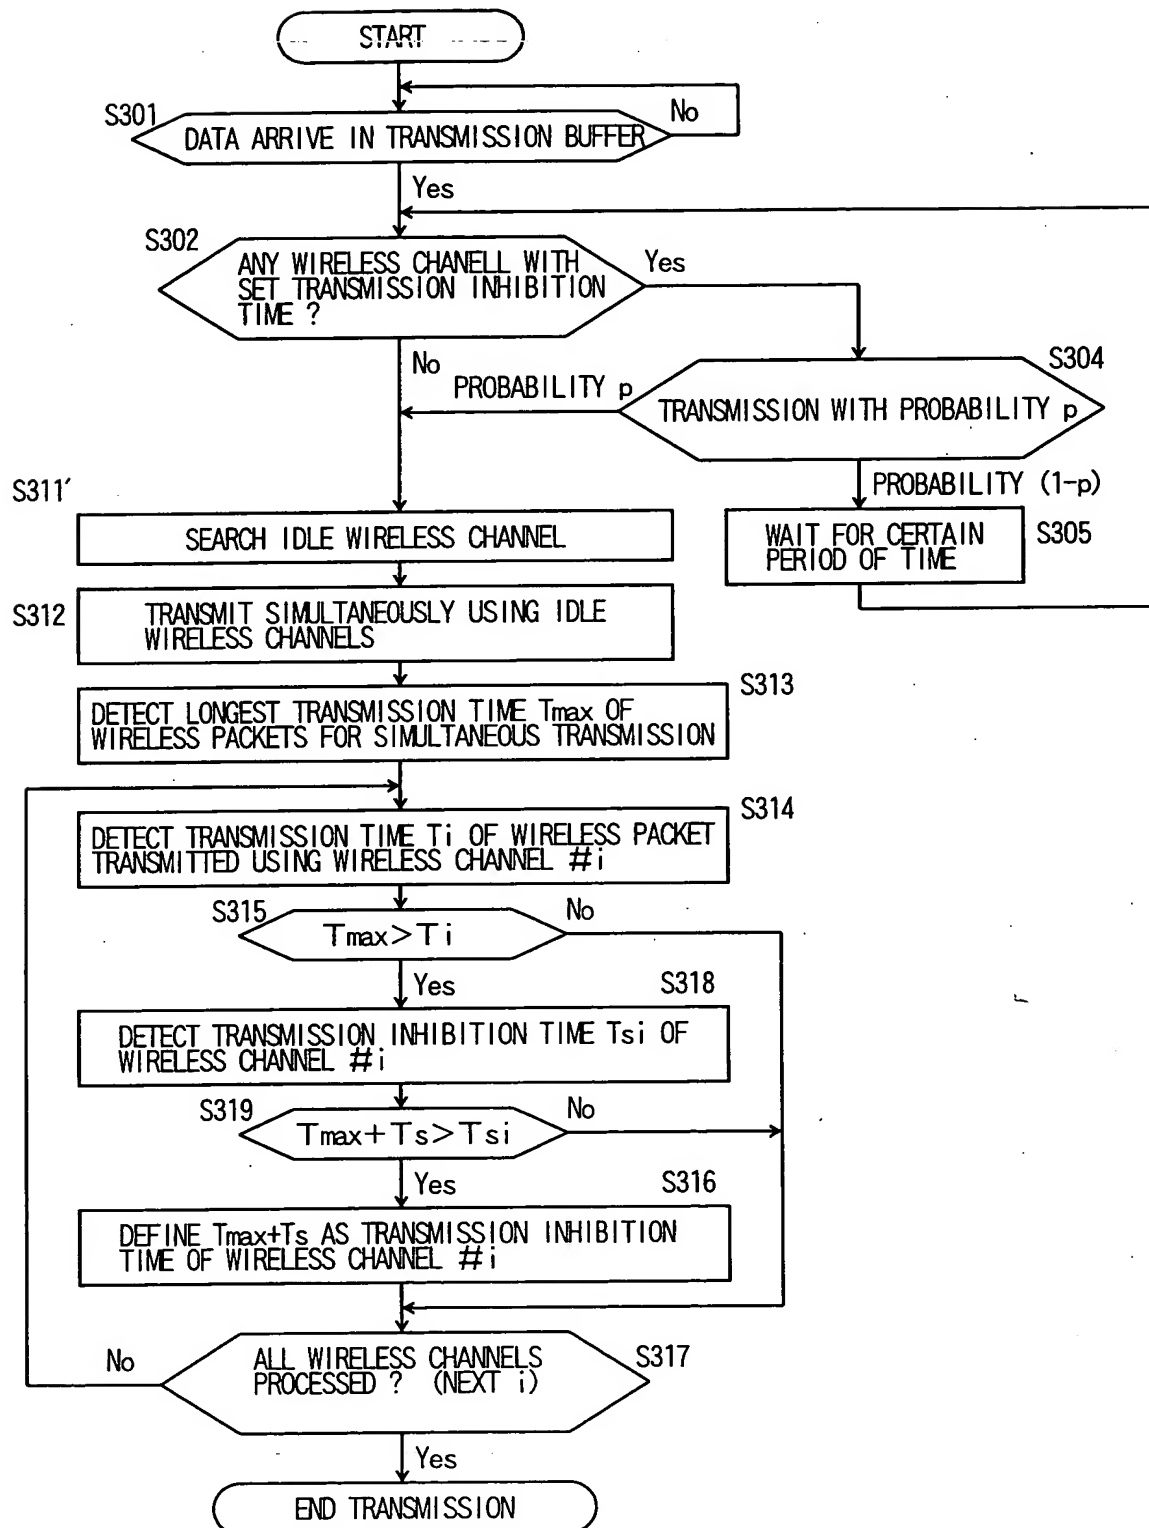 START
S301
DATA ARRIVE IN TRANSMISSION BUFFER
No
Yes
S302
ANY WIRELESS CHANELL WITH
SET TRANSMISSION INHIBITION
TIME ?
Yes
No
PROBABILITY p
S304
TRANSMISSION WITH PROBABILITY p
PROBABILITY (1-p)
S305
WAIT FOR CERTAIN
PERIOD OF TIME
S311′
SEARCH IDLE WIRELESS CHANNEL
S312
TRANSMIT SIMULTANEOUSLY USING IDLE
WIRELESS CHANNELS
S313
DETECT LONGEST TRANSMISSION TIME Tmax OF
WIRELESS PACKETS FOR SIMULTANEOUS TRANSMISSION
S314
DETECT TRANSMISSION TIME Ti OF WIRELESS PACKET
TRANSMITTED USING WIRELESS CHANNEL #i
S315
Tmax>Ti
No
Yes
S318
DETECT TRANSMISSION INHIBITION TIME Tsi OF
WIRELESS CHANNEL #i
S319
Tmax+Ts>Tsi
No
Yes
S316
DEFINE Tmax+Ts AS TRANSMISSION INHIBITION
TIME OF WIRELESS CHANNEL #i
No
ALL WIRELESS CHANNELS
PROCESSED ? (NEXT i)
S317
Yes
END TRANSMISSION